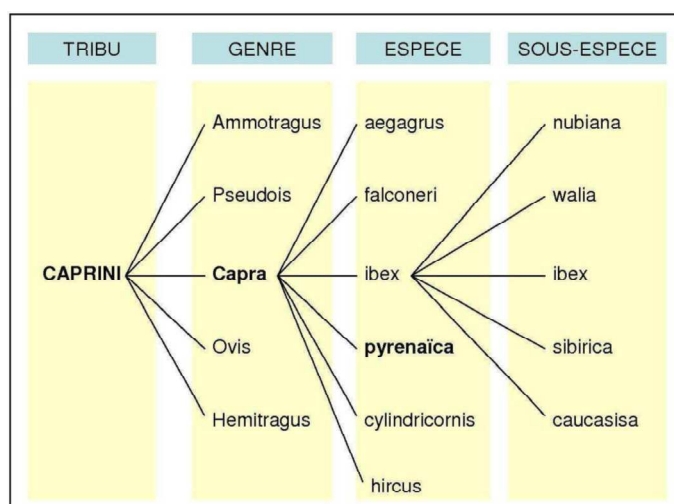 TRIBU GENRE ESPECE SOUS-ESPECE
Ammotragus aegagrus nubiana
Pseudois falconeri walia
CAPRINI Capra ibex ibex
Ovis pyrenaïca sibirica
Hemitragus cylindricornis caucasisa
hircus